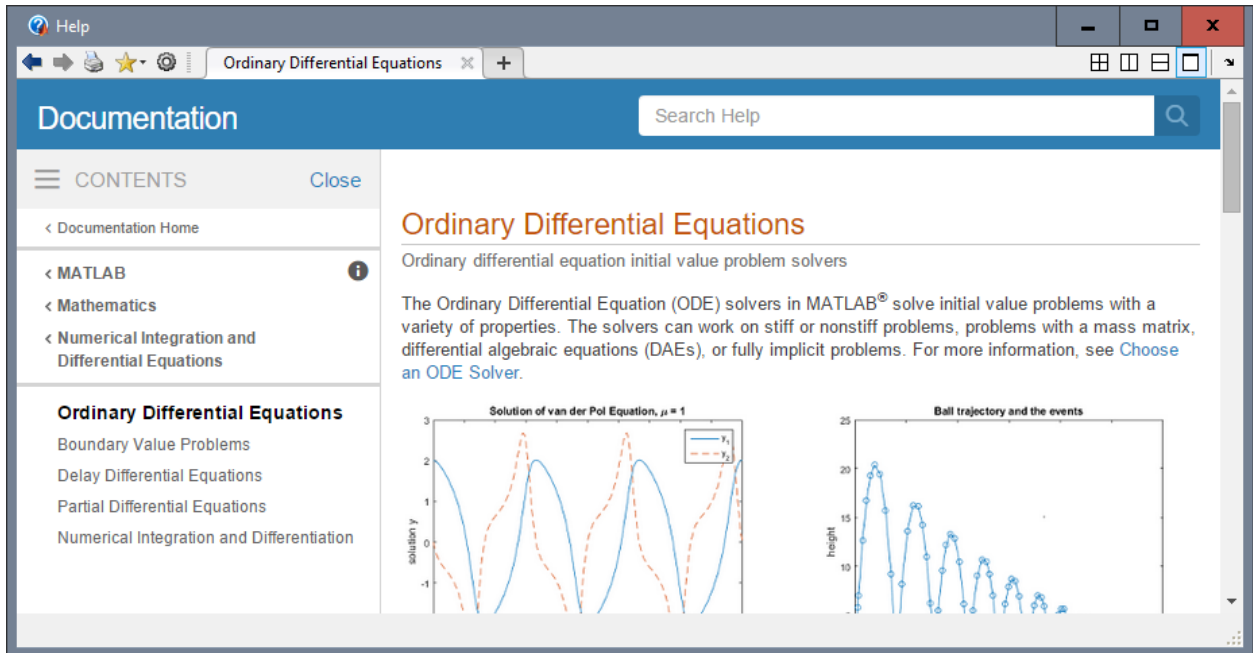 Help
Ordinary Differential Equations
Documentation
Search Help
CONTENTS Close
< Documentation Home
< MATLAB
< Mathematics
< Numerical Integration and
Differential Equations
Ordinary Differential Equations
Boundary Value Problems
Delay Differential Equations
Partial Differential Equations
Numerical Integration and Differentiation
Ordinary Differential Equations
Ordinary differential equation initial value problem solvers
The Ordinary Differential Equation (ODE) solvers in MATLAB® solve initial value problems with a
variety of properties. The solvers can work on stiff or nonstiff problems, problems with a mass matrix,
differential algebraic equations (DAEs), or fully implicit problems. For more information, see Choose
an ODE Solver.
Solution of van der Pol Equation, μ = 1
3
2
1
0
-1
solution y
y₁
y₂
Ball trajectory and the events
25
20
15
10
height